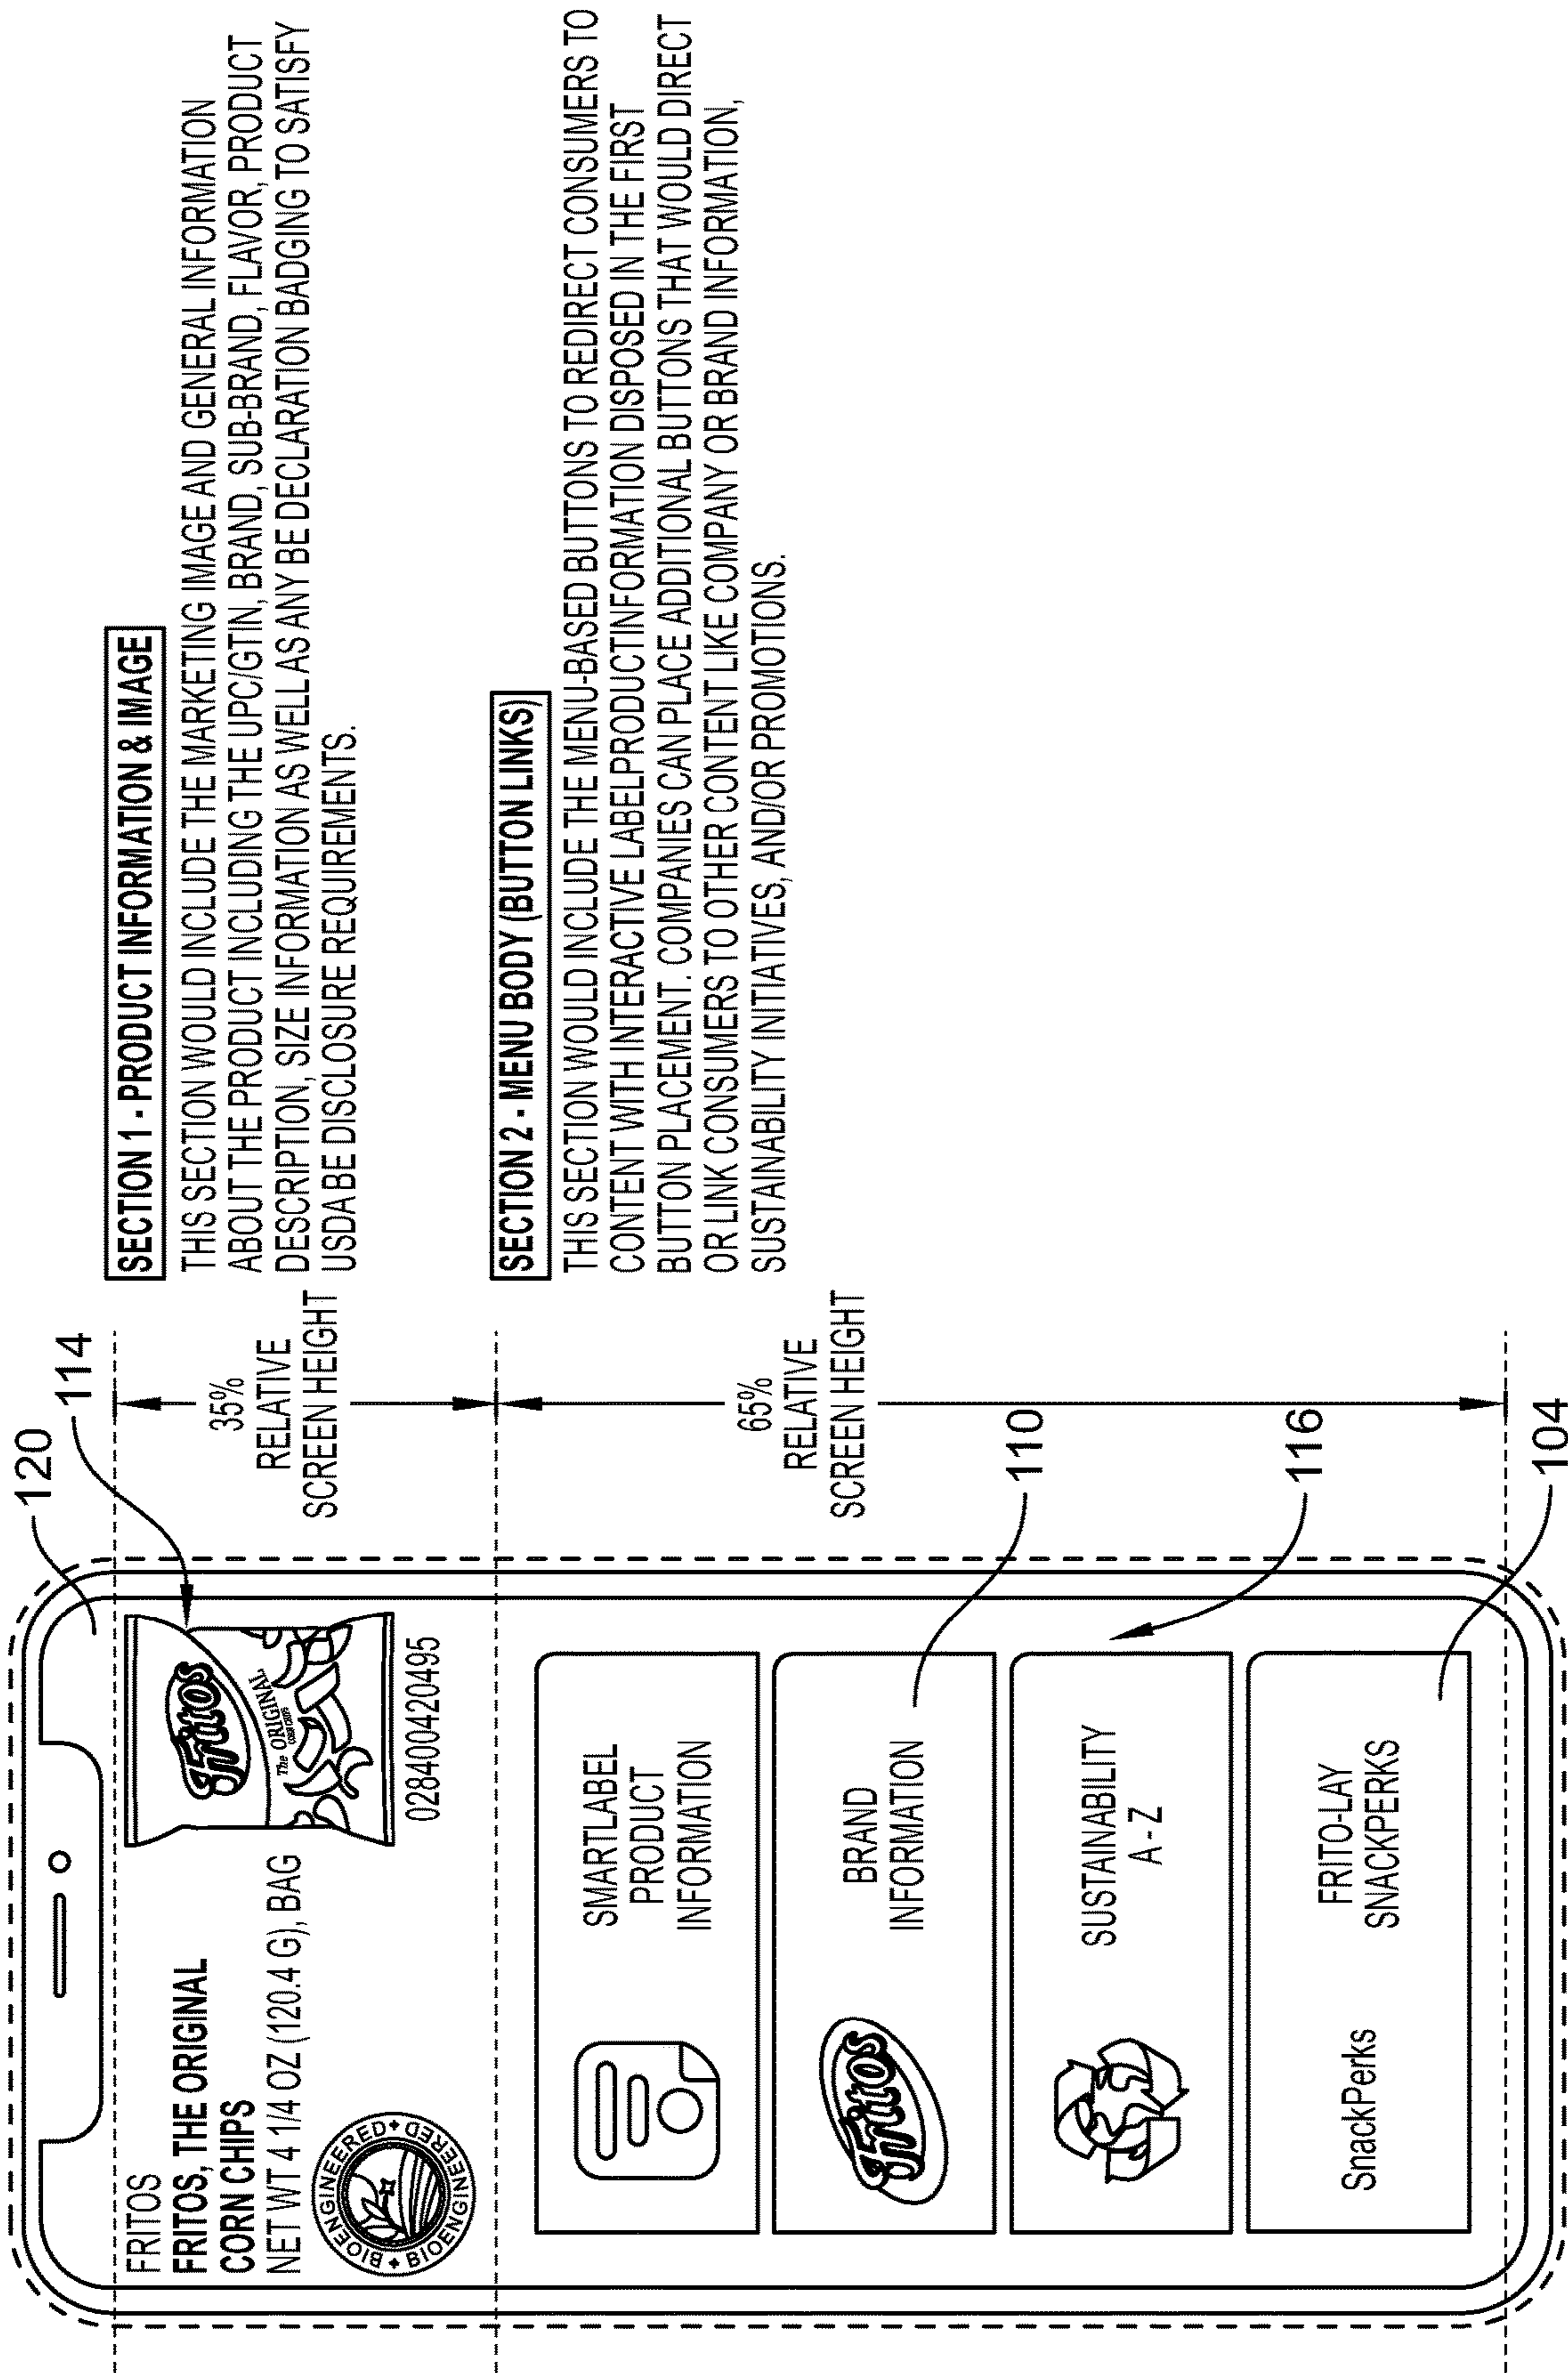 120
114
FRITOS
FRITOS, THE ORIGINAL
CORN CHIPS
NET WT 4 1/4 OZ (120.4 G), BAG
BIOENGINEERED
BIOENGINEERED
Fritos
The ORIGINAL
CORN CHIPS
028400420495
35%
RELATIVE
SCREEN HEIGHT
SECTION 1 - PRODUCT INFORMATION & IMAGE
THIS SECTION WOULD INCLUDE THE MARKETING IMAGE AND GENERAL INFORMATION
ABOUT THE PRODUCT INCLUDING THE UPC/GTIN, BRAND, SUB-BRAND, FLAVOR, PRODUCT
DESCRIPTION, SIZE INFORMATION AS WELL AS ANY BE DECLARATION BADGING TO SATISFY
USDA BE DISCLOSURE REQUIREMENTS.
SMARTLABEL
PRODUCT
INFORMATION
Fritos
BRAND
INFORMATION
SUSTAINABILITY
A - Z
SnackPerks
FRITO-LAY
SNACKPERKS
65%
RELATIVE
SCREEN HEIGHT
110
116
104
SECTION 2 - MENU BODY (BUTTON LINKS)
THIS SECTION WOULD INCLUDE THE MENU-BASED BUTTONS TO REDIRECT CONSUMERS TO
CONTENT WITH INTERACTIVE LABELPRODUCTINFORMATION DISPOSED IN THE FIRST
BUTTON PLACEMENT. COMPANIES CAN PLACE ADDITIONAL BUTTONS THAT WOULD DIRECT
OR LINK CONSUMERS TO OTHER CONTENT LIKE COMPANY OR BRAND INFORMATION,
SUSTAINABILITY INITIATIVES, AND/OR PROMOTIONS.